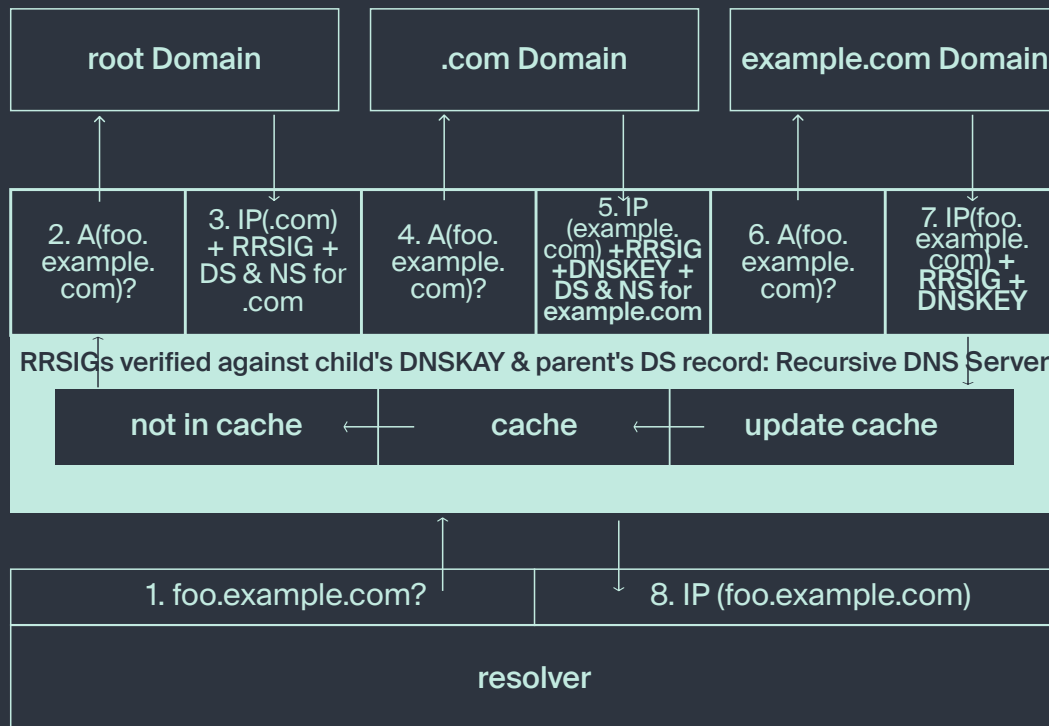 root Domain
.com Domain
example.com Domain
2. A(foo.
example.
com)?
3. IP(.com)
+ RRSIG +
DS & NS for
.com
4. A(foo.
example.
com)?
5. IP
(example.
com) +RRSIG
+DNSKEY +
DS & NS for
example.com
6. A(foo.
example.
com)?
7. IP(foo.
example.
com) +
RRSIG +
DNSKEY
RRSIGs verified against child's DNSKAY & parent's DS record: Recursive DNS Server
not in cache
cache
update cache
1. foo.example.com?
8. IP (foo.example.com)
resolver